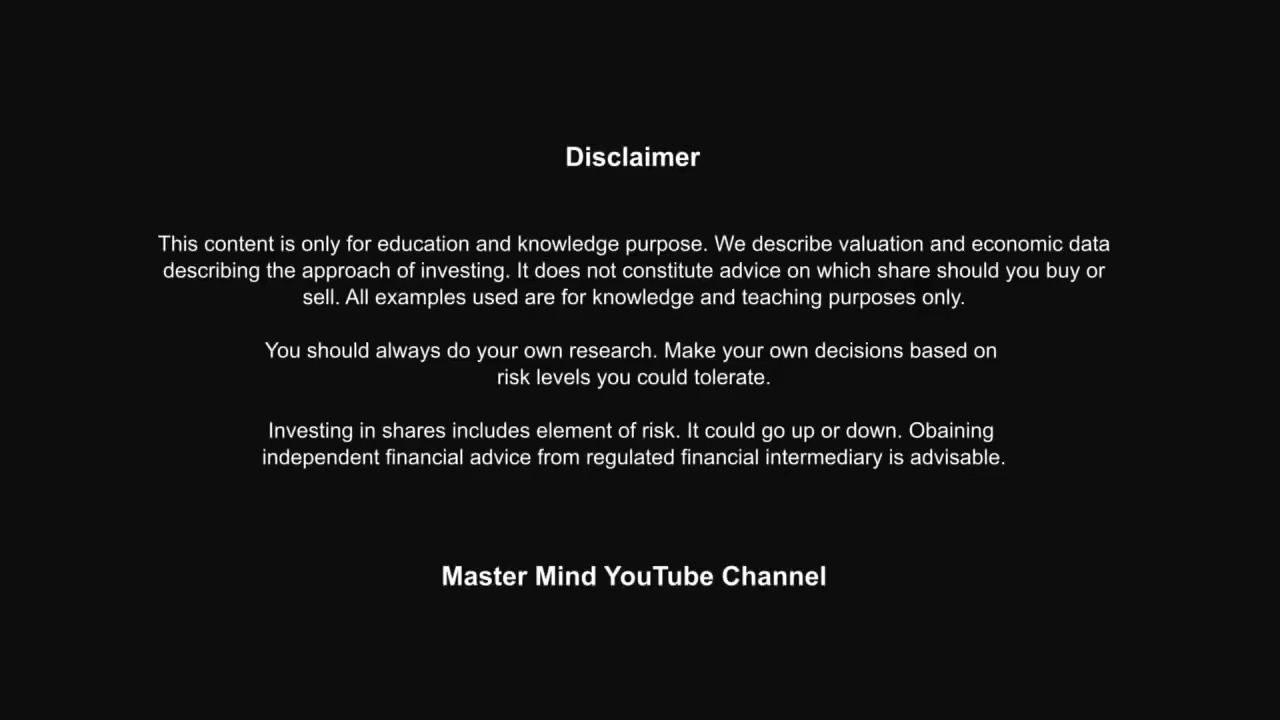 Disclaimer
This content is only for education and knowledge purpose. We describe valuation and economic data
describing the approach of investing. It does not constitute advice on which share should you buy or
sell. All examples used are for knowledge and teaching purposes only.
You should always do your own research. Make your own decisions based on
risk levels you could tolerate.
Investing in shares includes element of risk. It could go up or down. Obaining
independent financial advice from regulated financial intermediary is advisable.
Master Mind YouTube Channel